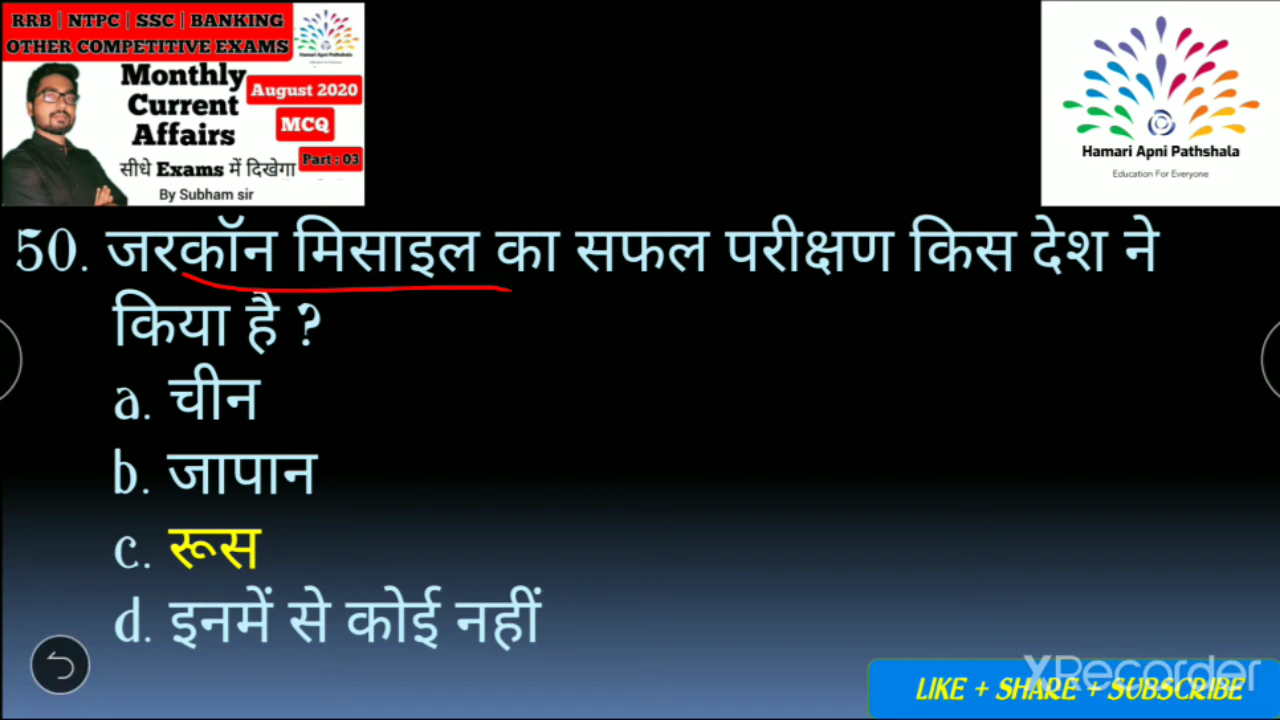 RRB | NTPC | SSC | BANKING
OTHER COMPETITIVE EXAMS
Hamari Apni Pathshala
Monthly
Current
Affairs
August 2020
MCQ
Part : 03
सीधे Exams में दिखेगा
By Subham sir
Hamari Apni Pathshala
Education For Everyone
50. जरकॉन मिसाइल का सफल परीक्षण किस देश ने
किया है ?
a. चीन
b. जापान
c. रूस
d. इनमें से कोई नहीं
XRecorder
LIKE + SHARE + SUBSCRIBE